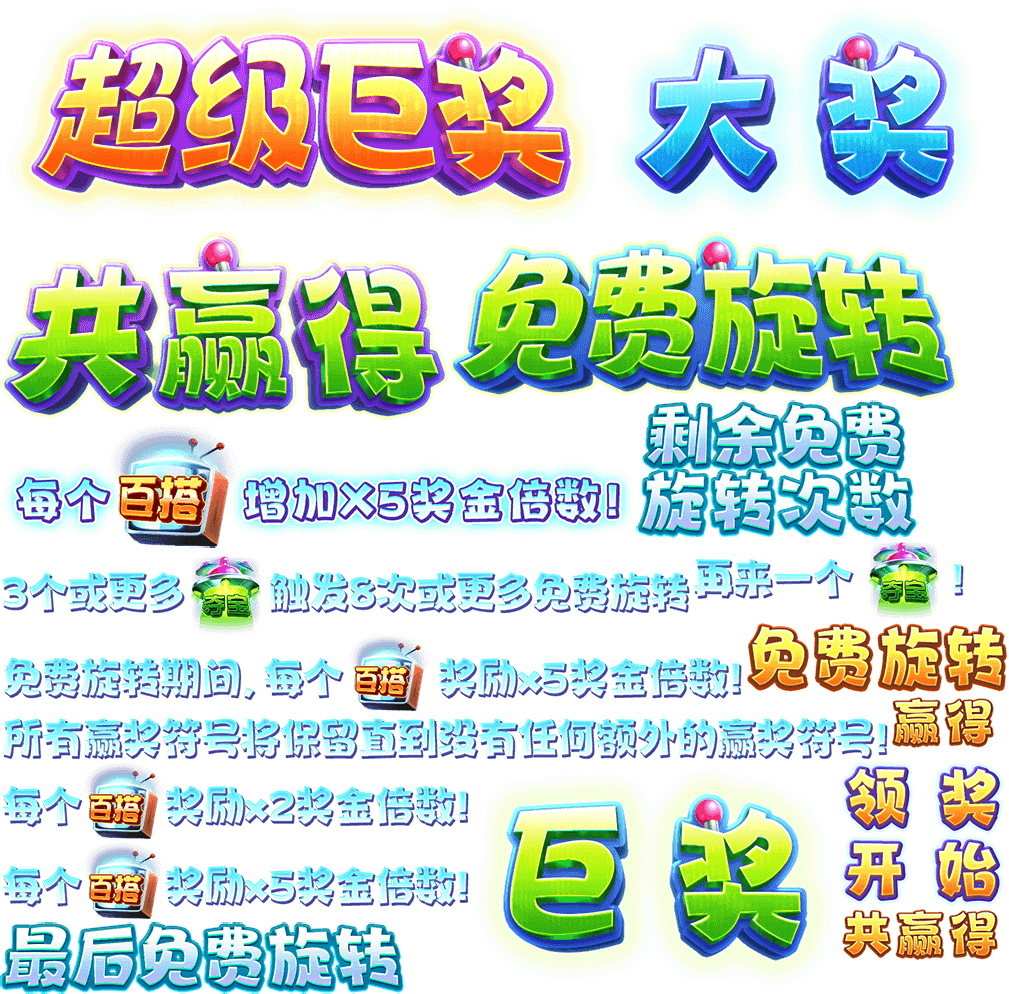 超级巨奖
大奖
共赢得
免费旋转
剩余免费
旋转次数
每个百搭增加×5奖金倍数!
3个或更多夺宝触发8次或更多免费旋转
再来一个夺宝!
免费旋转期间,每个百搭奖励x5奖金倍数!
免费旋转
赢得
所有赢奖符号将保留直到没有任何额外的赢奖符号!
每个百搭奖励x2奖金倍数!
每个百搭奖励x5奖金倍数!
巨奖
领奖
开始
共赢得
最后免费旋转